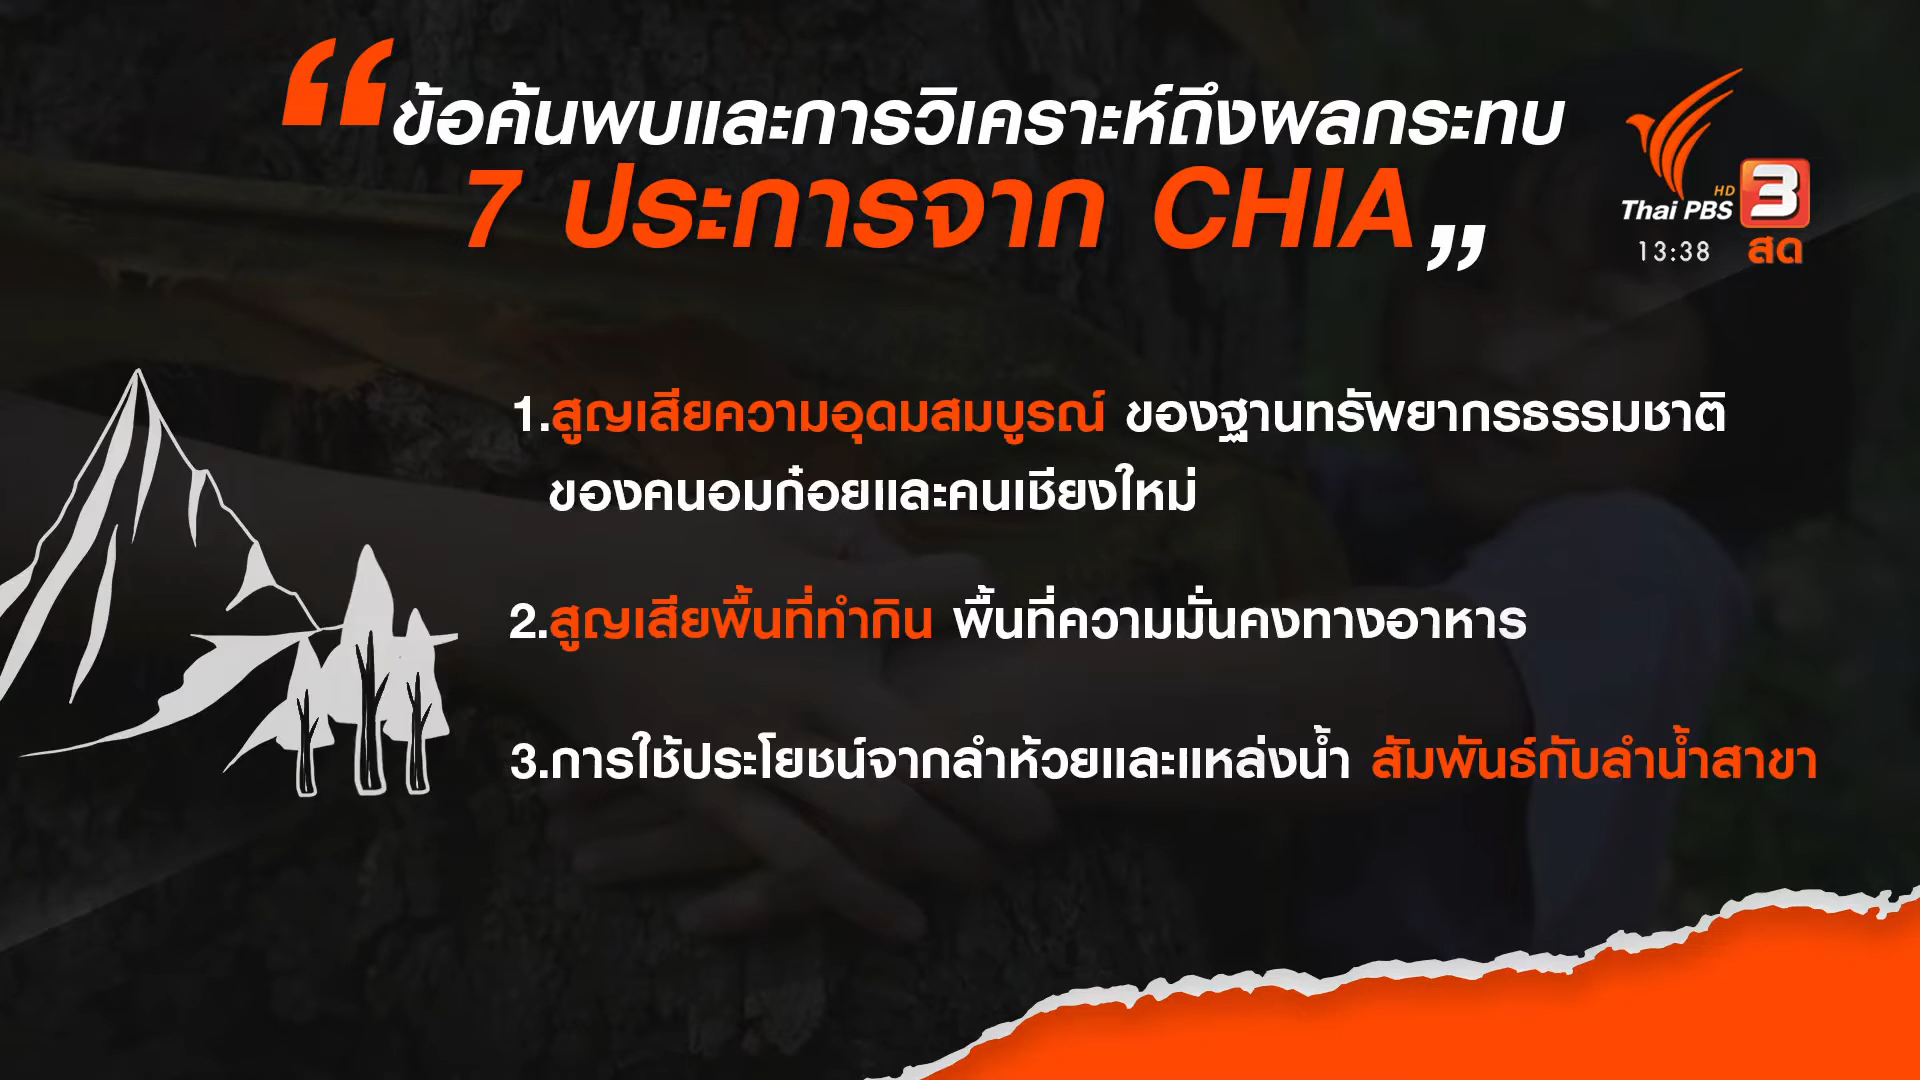 “ข้อค้นพบและการวิเคราะห์ถึงผลกระทบ
7 ประการจาก CHIA„
HD
Thai PBS 3
13:38 สด
1.สูญเสียความอุดมสมบูรณ์ ของฐานทรัพยากรธรรมชาติ
ของคนอมก๋อยและคนเชียงใหม่
2.สูญเสียพื้นที่ทำกิน พื้นที่ความมั่นคงทางอาหาร
3.การใช้ประโยชน์จากลำห้วยและแหล่งน้ำ สัมพันธ์กับลำน้ำสาขา